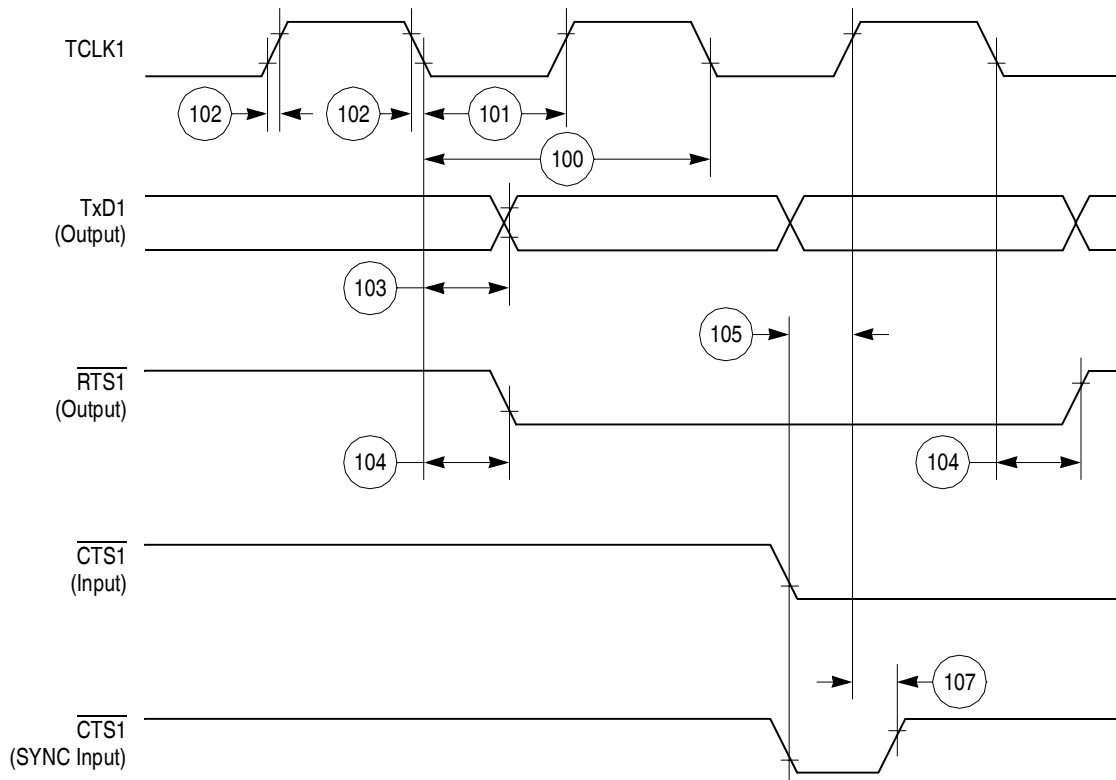 TCLK1
102
102
101
100
TxD1
(Output)
103
105
RTS1
(Output)
104
104
CTS1
(Input)
107
CTS1
(SYNC Input)